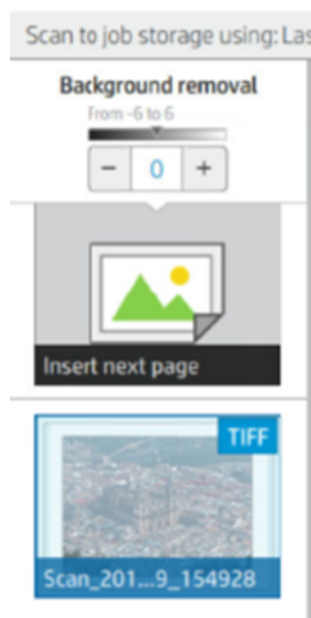 Scan to job storage using: Las
Background removal
From -6 to 6
− 0 +
Insert next page
TIFF
Scan_201...9_154928